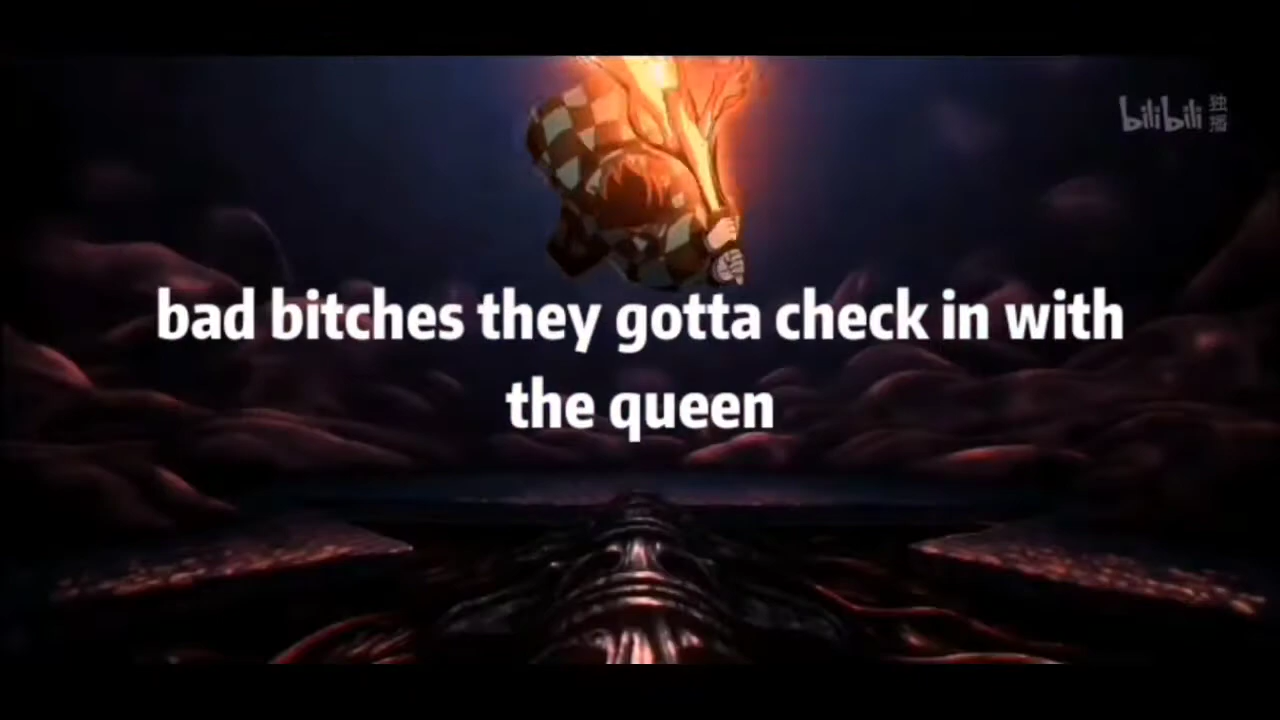 bilibili 独播
bad bitches they gotta check in with
the queen